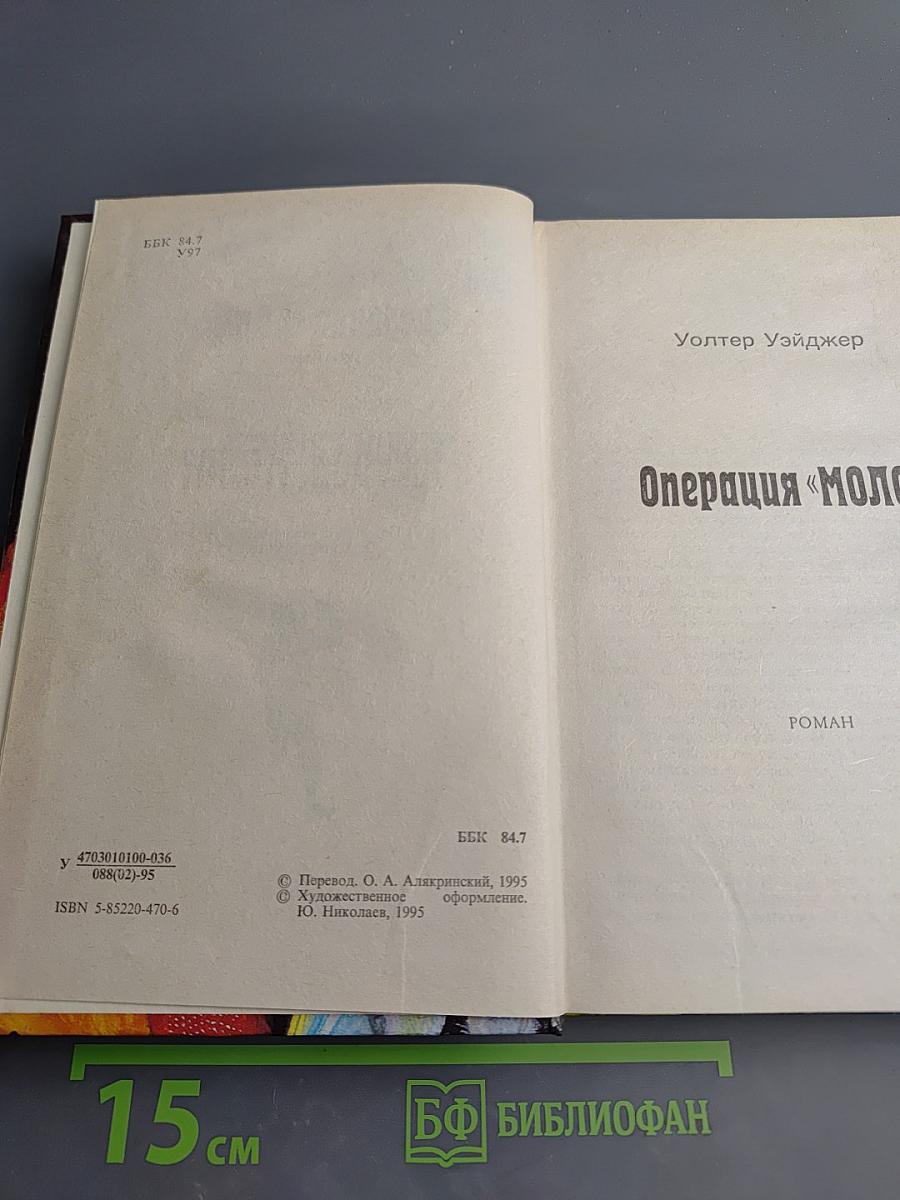 ББК 84.7
У97
ББК 84.7
У 4703010100-036
088(02)-95
ISBN 5-85220-470-6
© Перевод. О. А. Алякринский, 1995
© Художественное оформление.
Ю. Николаев, 1995
Уолтер Уэйджер
Операция «МОЛО
РОМАН
15 см
БФ БИБЛИОФАН